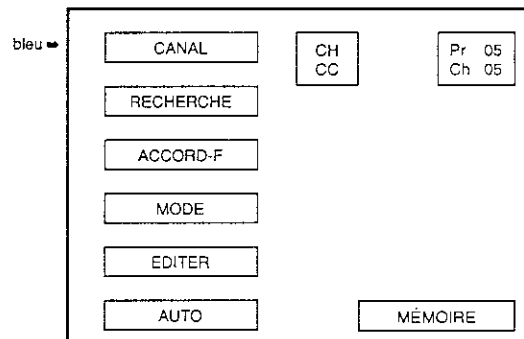 bleu ➨ CANAL
CH
CC
Pr 05
Ch 05
RECHERCHE
ACCORD-F
MODE
EDITER
AUTO
MÉMOIRE